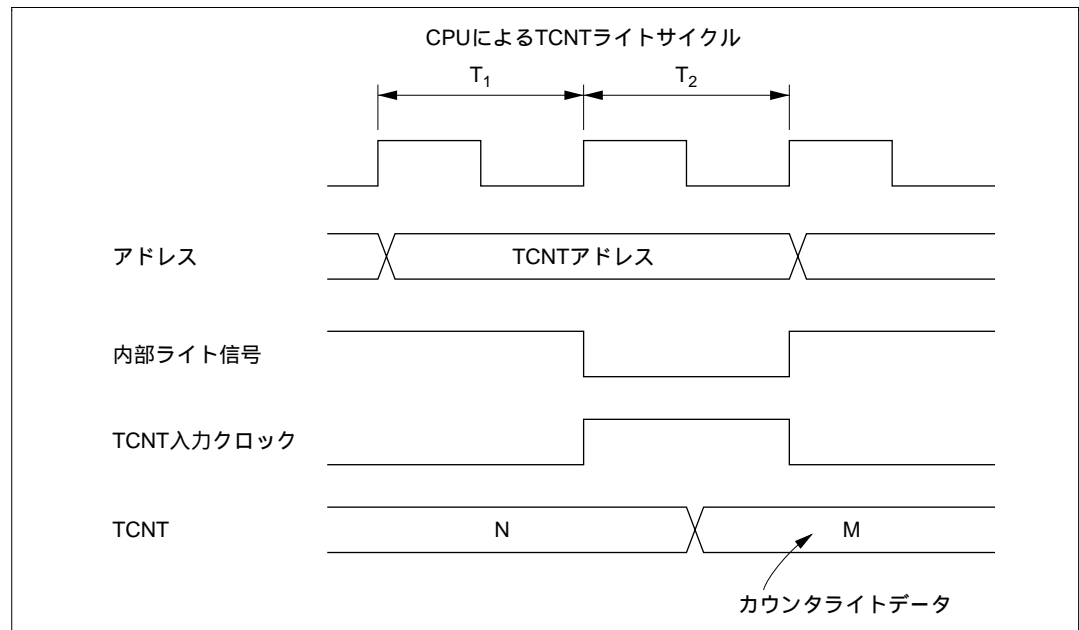 CPUによるTCNTライトサイクル
T1 T2
アドレス TCNTアドレス
内部ライト信号
TCNT入力クロック
TCNT N M
カウンタライトデータ